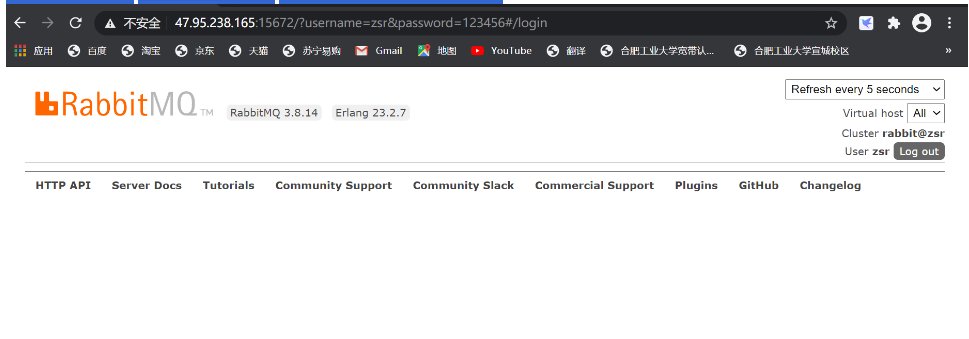 不安全 47.95.238.165:15672/?username=zsr&password=123456#/login
应用 百度 淘宝 京东 天猫 苏宁易购 Gmail 地图 YouTube 翻译 合肥工业大学宽带认... 合肥工业大学宣城校区 »
Refresh every 5 seconds
RabbitMQ TM RabbitMQ 3.8.14 Erlang 23.2.7
Virtual host All
Cluster rabbit@zsr
User zsr Log out
HTTP API Server Docs Tutorials Community Support Community Slack Commercial Support Plugins GitHub Changelog